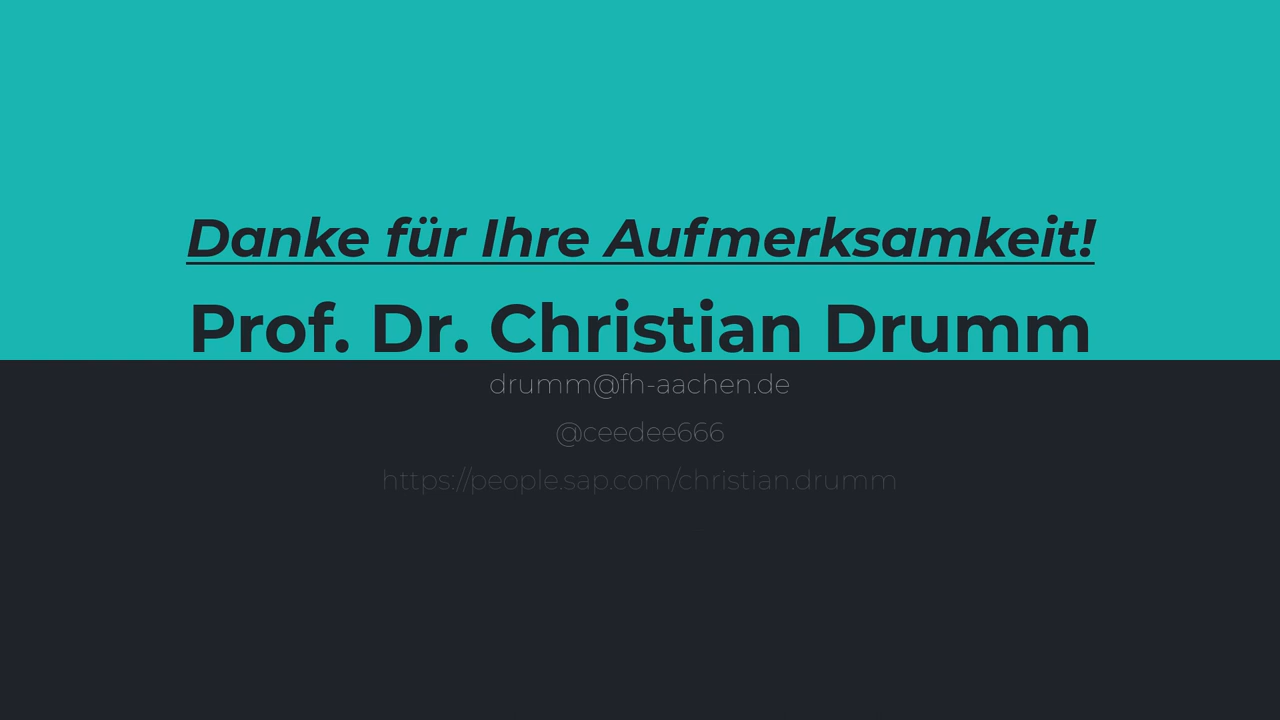 Danke für Ihre Aufmerksamkeit!
Prof. Dr. Christian Drumm
drumm@fh-aachen.de
@ceedee666
https://people.sap.com/christian.drumm